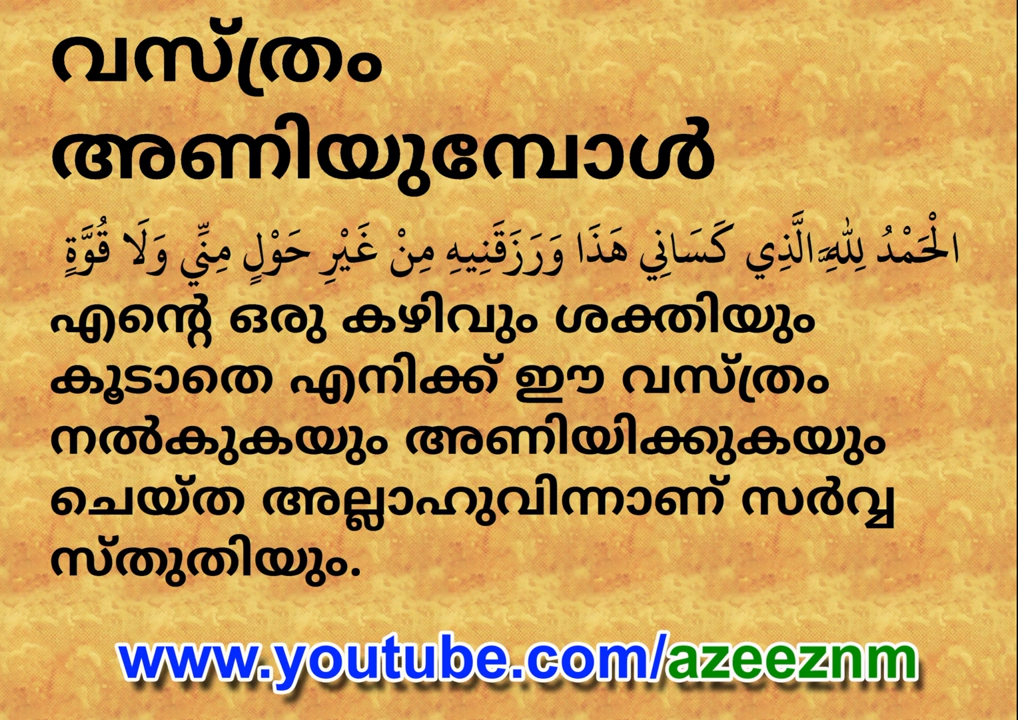 വസ്ത്രം
അണിയുമ്പോൾ
الْحَمْدُ لِلَّهِ الَّذِي كَسَانِي هَذَا وَرَزَقَنِيهِ مِنْ غَيْرِ حَوْلٍ مِنِّي وَلَا قُوَّةٍ
എന്റെ ഒരു കഴിവും ശക്തിയും
കൂടാതെ എനിക്ക് ഈ വസ്ത്രം
നൽകുകയും അണിയിക്കുകയും
ചെയ്ത അല്ലാഹുവിന്നാണ് സർവ്വ
സ്തുതിയും.
www.youtube.com/azeeznm